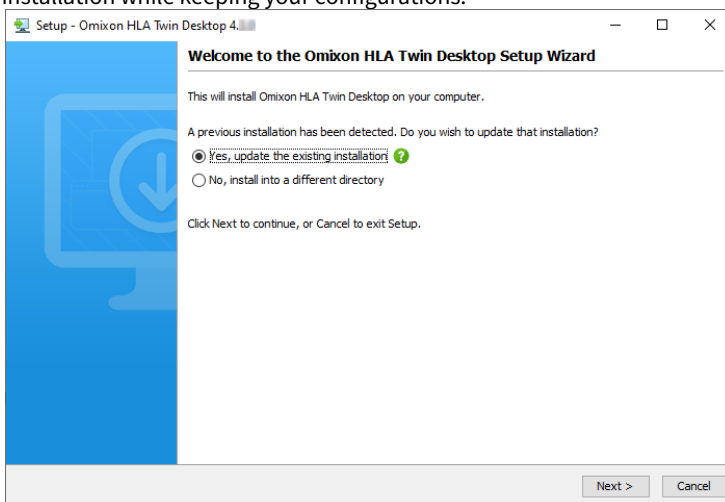 installation while keeping your configurations.
Setup - Omixon HLA Twin Desktop 4.
Welcome to the Omixon HLA Twin Desktop Setup Wizard
This will install Omixon HLA Twin Desktop on your computer.
A previous installation has been detected. Do you wish to update that installation?
Yes, update the existing installation
No, install into a different directory
Click Next to continue, or Cancel to exit Setup.
Next > Cancel